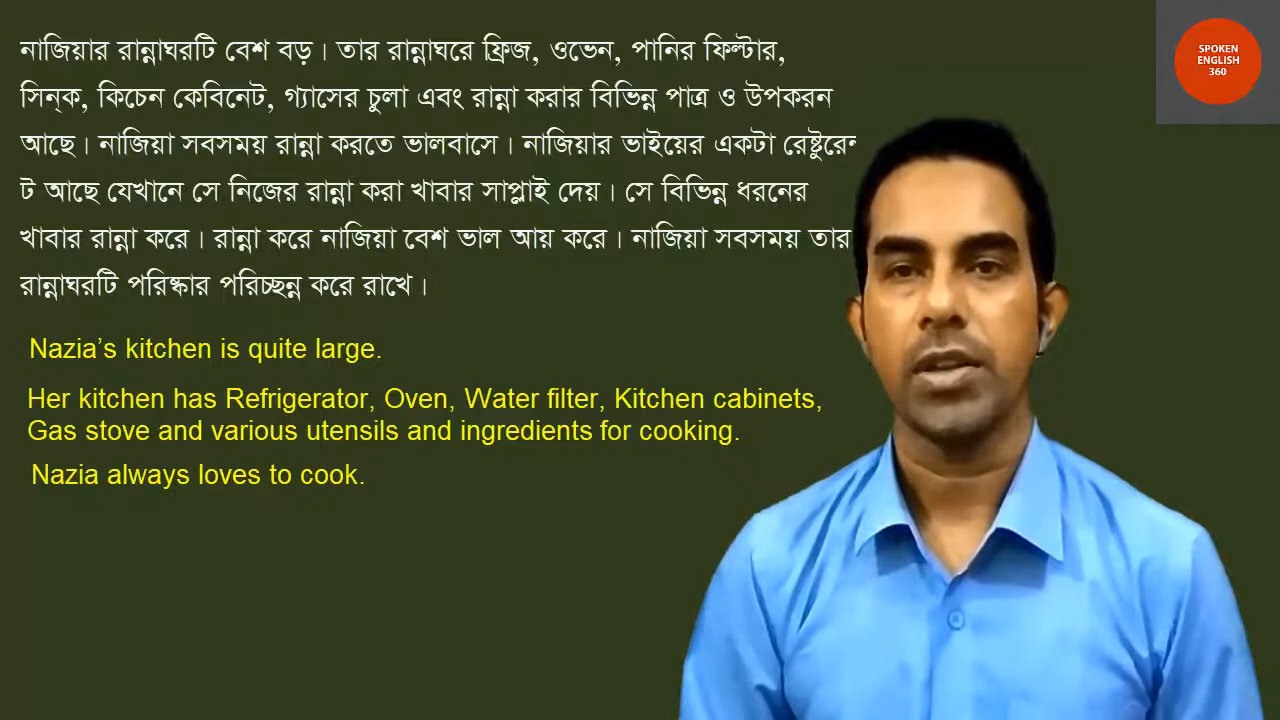 নাজিয়ার রান্নাঘরটি বেশ বড়। তার রান্নাঘরে ফ্রিজ, ওভেন, পানির ফিল্টার,
সিন্‌ক, কিচেন কেবিনেট, গ্যাসের চুলা এবং রান্না করার বিভিন্ন পাত্র ও উপকরন
আছে। নাজিয়া সবসময় রান্না করতে ভালবাসে। নাজিয়ার ভাইয়ের একটা রেষ্টুরেন
ট আছে যেখানে সে নিজের রান্না করা খাবার সাপ্লাই দেয়। সে বিভিন্ন ধরনের
খাবার রান্না করে। রান্না করে নাজিয়া বেশ ভাল আয় করে। নাজিয়া সবসময় তার
রান্নাঘরটি পরিষ্কার পরিচ্ছন্ন করে রাখে।
Nazia’s kitchen is quite large.
Her kitchen has Refrigerator, Oven, Water filter, Kitchen cabinets,
Gas stove and various utensils and ingredients for cooking.
Nazia always loves to cook.
SPOKEN
ENGLISH
360